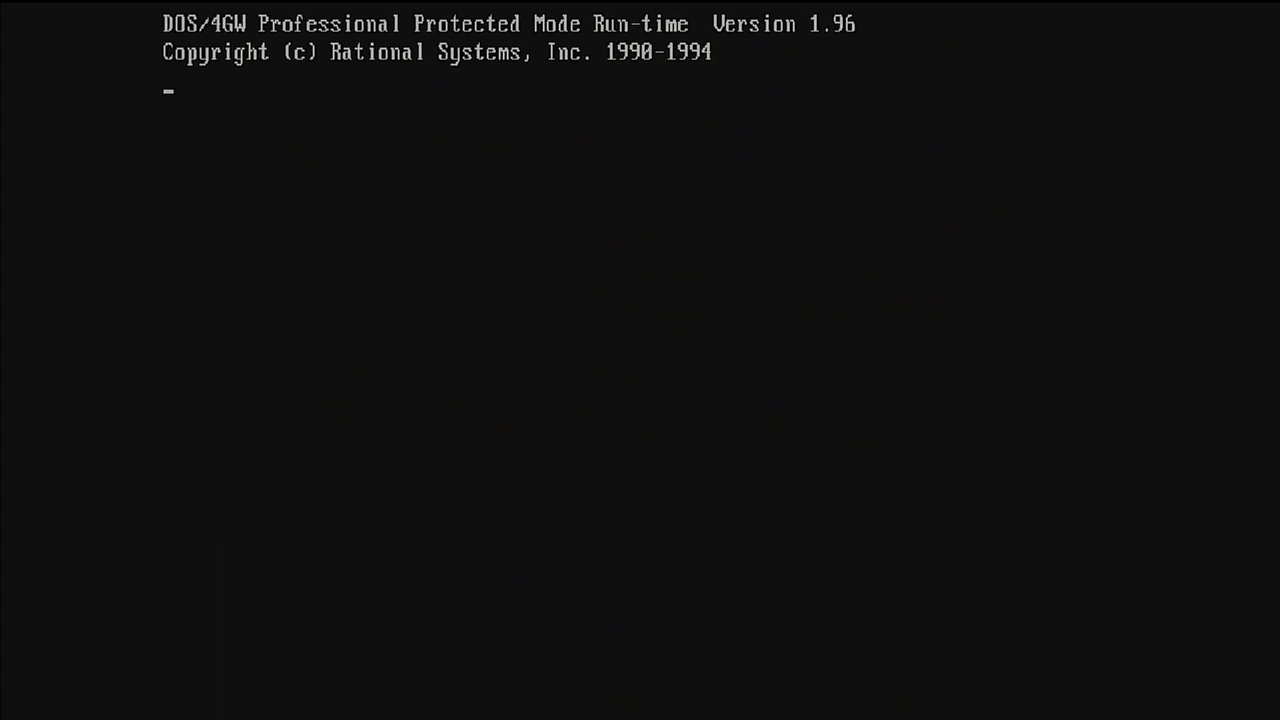 DOS/4GW Professional Protected Mode Run-time  Version 1.96
Copyright (c) Rational Systems, Inc. 1990-1994